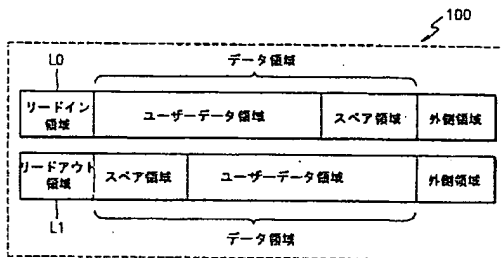 100
L0
データ領域
リードイン
領域
ユーザーデータ領域
スペア領域
外側領域
リードアウト
領域
スペア領域
ユーザーデータ領域
外側領域
L1
データ領域